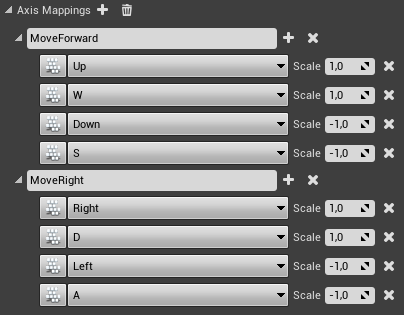 Axis Mappings
MoveForward
Up Scale 1,0
W Scale 1,0
Down Scale -1,0
S Scale -1,0
MoveRight
Right Scale 1,0
D Scale 1,0
Left Scale -1,0
A Scale -1,0